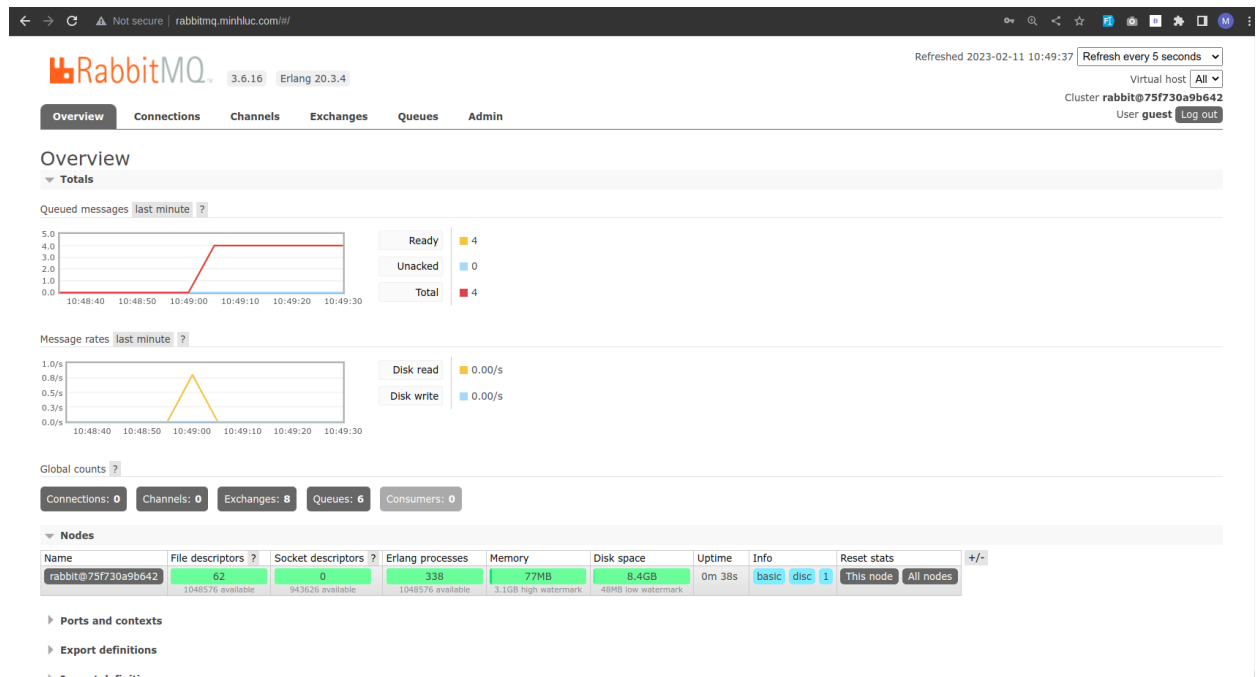 Not secure | rabbitmq.minhluc.com/#/
RabbitMQ 3.6.16 Erlang 20.3.4
Refreshed 2023-02-11 10:49:37 Refresh every 5 seconds
Virtual host All
Cluster rabbit@75f730a9b642
User guest Log out
Overview Connections Channels Exchanges Queues Admin
Overview
Totals
Queued messages last minute ?
5.0
4.0
3.0
2.0
1.0
0.0
10:48:40 10:48:50 10:49:00 10:49:10 10:49:20 10:49:30
Ready 4
Unacked 0
Total 4
Message rates last minute ?
1.0/s
0.8/s
0.5/s
0.3/s
0.0/s
10:48:40 10:48:50 10:49:00 10:49:10 10:49:20 10:49:30
Disk read 0.00/s
Disk write 0.00/s
Global counts ?
Connections: 0 Channels: 0 Exchanges: 8 Queues: 6 Consumers: 0
Nodes
Name File descriptors ? Socket descriptors ? Erlang processes Memory Disk space Uptime Info Reset stats +/-
rabbit@75f730a9b642 62 0 338 77MB 8.4GB 0m 38s basic disc 1 This node All nodes
1048576 available 943626 available 1048576 available 3.1GB high watermark 48MB low watermark
Ports and contexts
Export definitions